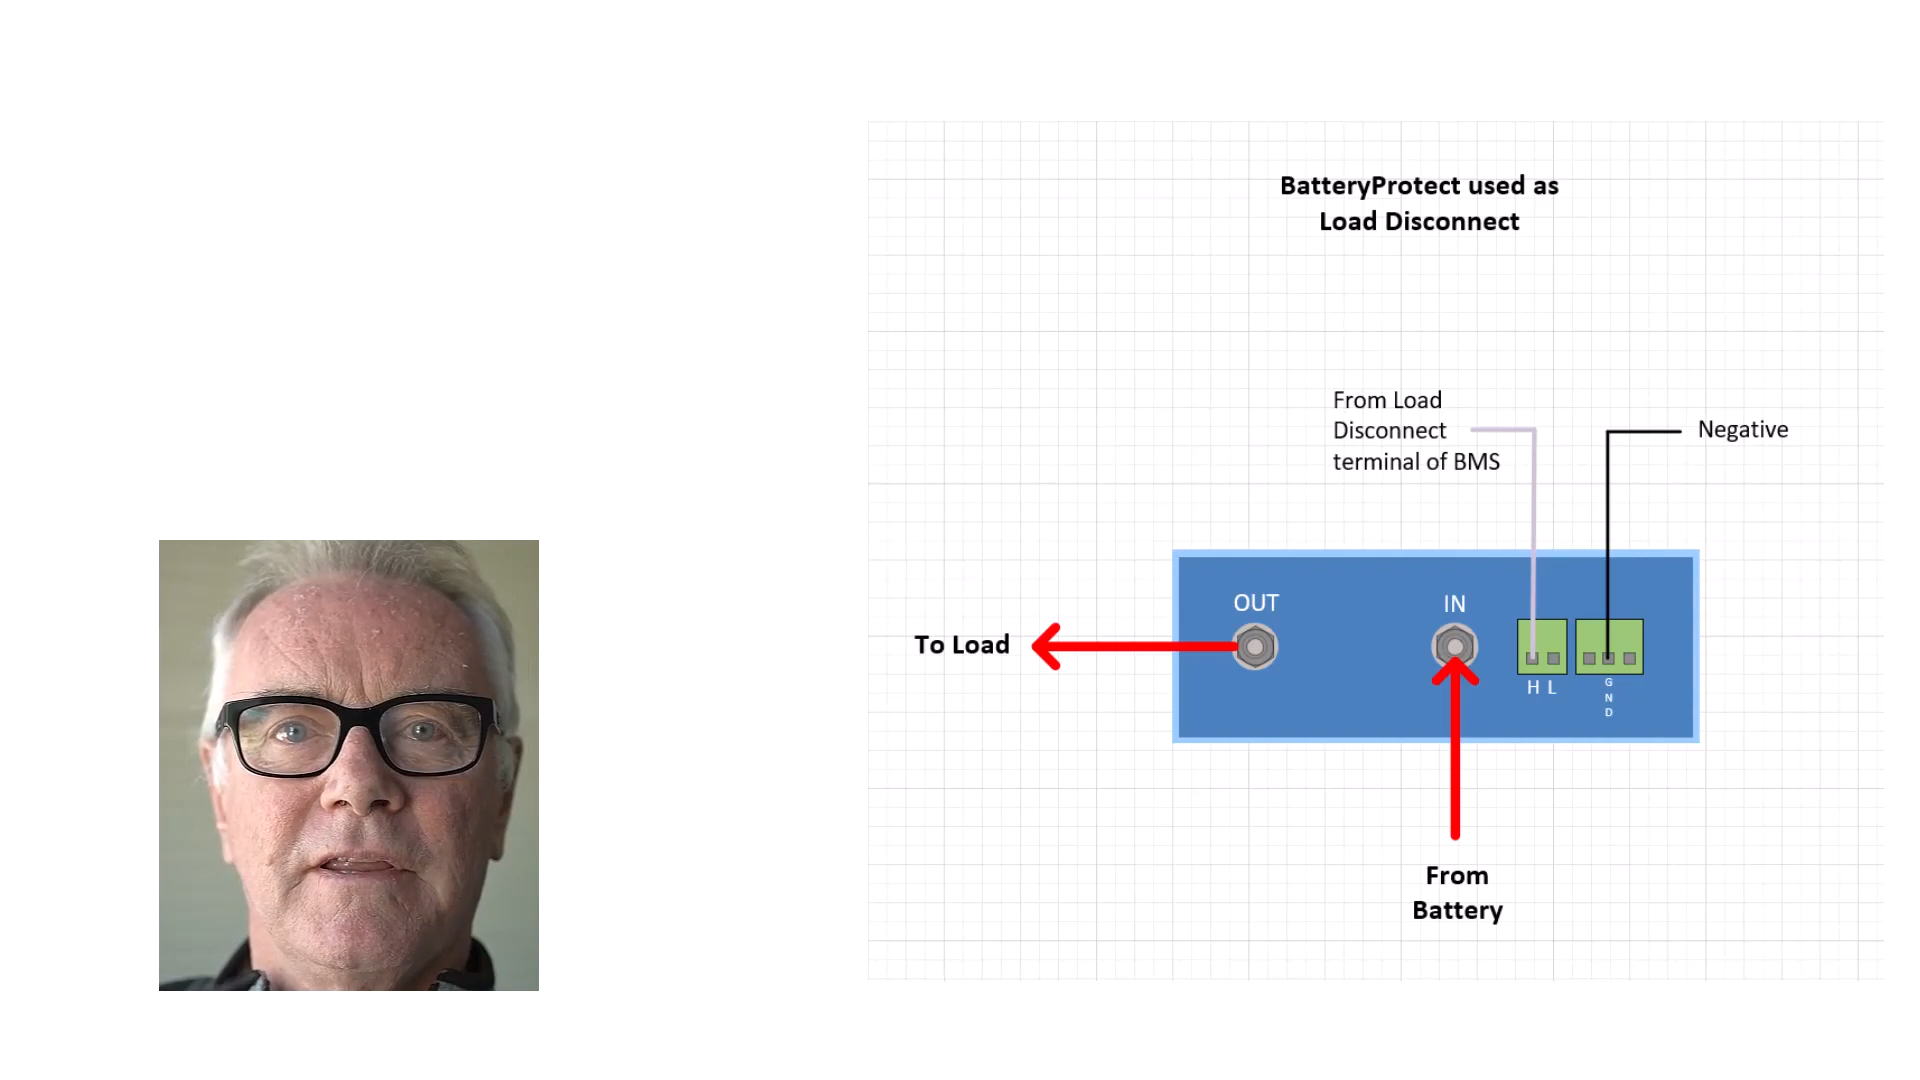 BatteryProtect used as
Load Disconnect
From Load
Disconnect
terminal of BMS
Negative
OUT
IN
To Load
H L
G
N
D
From
Battery